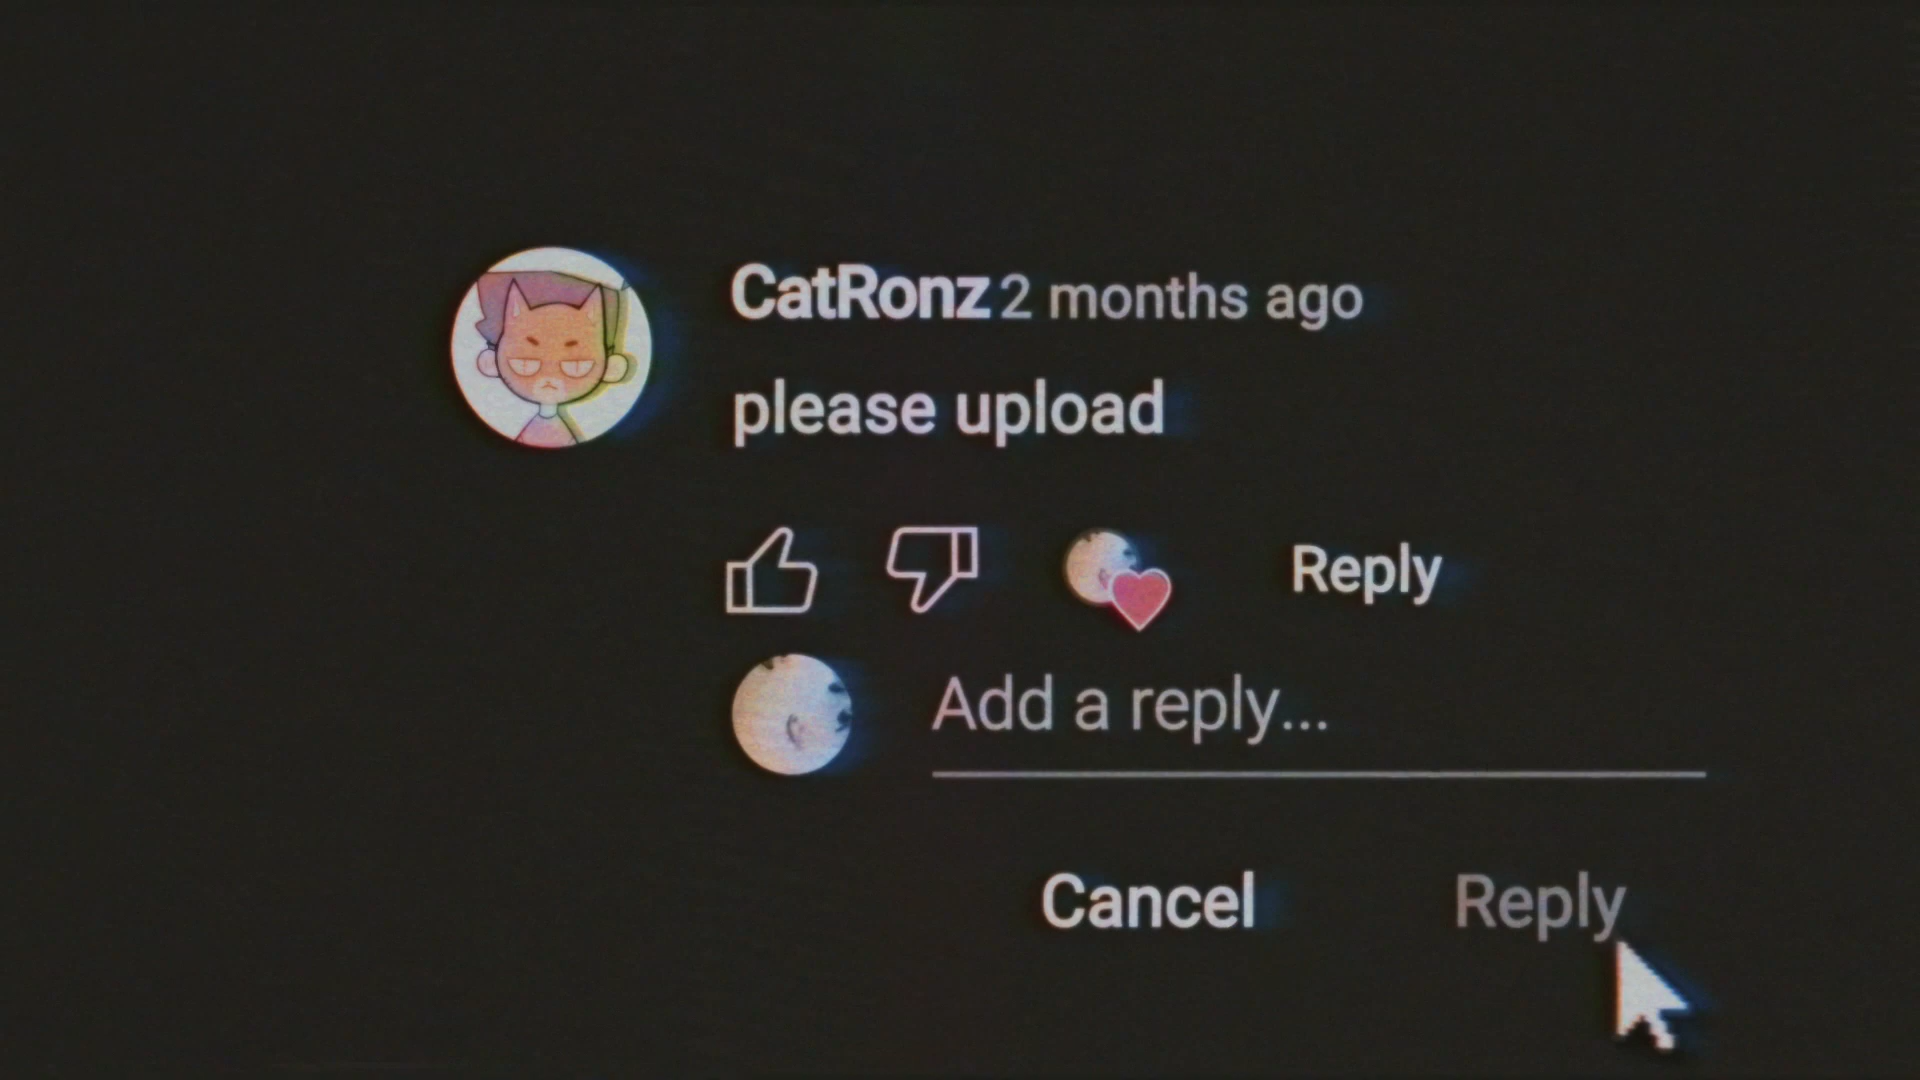 CatRonz 2 months ago
please upload
Reply
Add a reply...
Cancel Reply